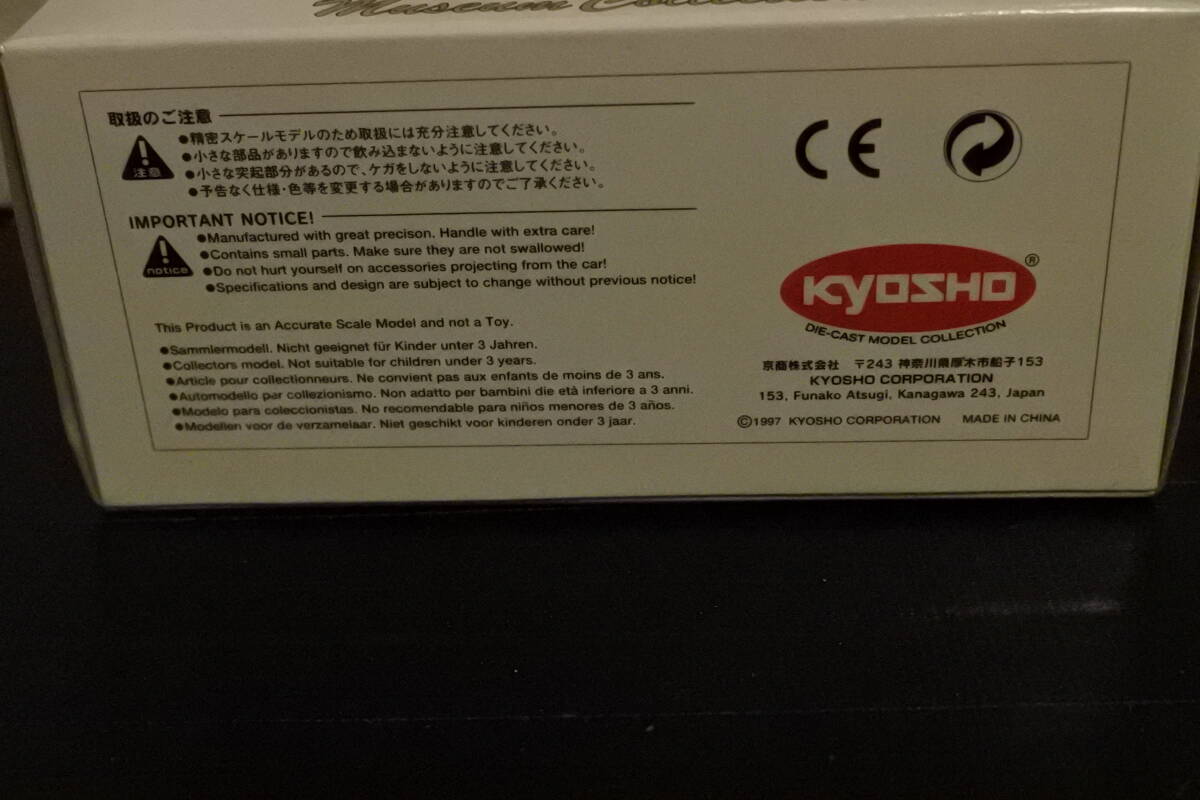 Museum Collection
取扱のご注意
注意
●精密スケールモデルのため取扱には充分注意してください。
●小さな部品がありますので飲み込まないように注意してください。
●小さな突起部分があるので、ケガをしないように注意してください。
●予告なく仕様・色等を変更する場合がありますのでご了承ください。
IMPORTANT NOTICE!
notice
●Manufactured with great precison. Handle with extra care!
●Contains small parts. Make sure they are not swallowed!
●Do not hurt yourself on accessories projecting from the car!
●Specifications and design are subject to change without previous notice!
This Product is an Accurate Scale Model and not a Toy.
●Sammlermodell. Nicht geeignet für Kinder unter 3 Jahren.
●Collectors model. Not suitable for children under 3 years.
●Article pour collectionneurs. Ne convient pas aux enfants de moins de 3 ans.
●Automodello par collezionismo. Non adatto per bambini die età inferiore a 3 anni.
●Modelo para coleccionistas. No recomendable para niños menores de 3 años.
●Modellen voor de verzamelaar. Niet geschikt voor kinderen onder 3 jaar.
CE
KYOSHO®
DIE-CAST MODEL COLLECTION
京商株式会社 〒243 神奈川県厚木市船子153
KYOSHO CORPORATION
153, Funako Atsugi, Kanagawa 243, Japan
©1997 KYOSHO CORPORATION MADE IN CHINA